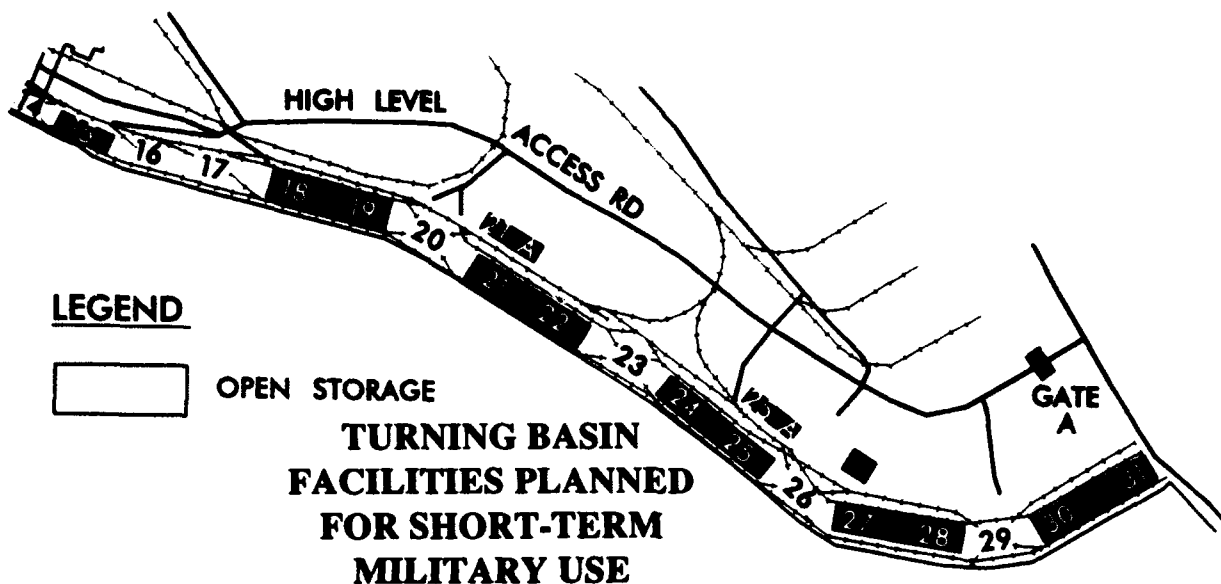 HIGH LEVEL
ACCESS RD
14
16
17
18
19
20
22
23
24
25
26
27 28
29
30
31
GATE
A
LEGEND
OPEN STORAGE
TURNING BASIN
FACILITIES PLANNED
FOR SHORT-TERM
MILITARY USE